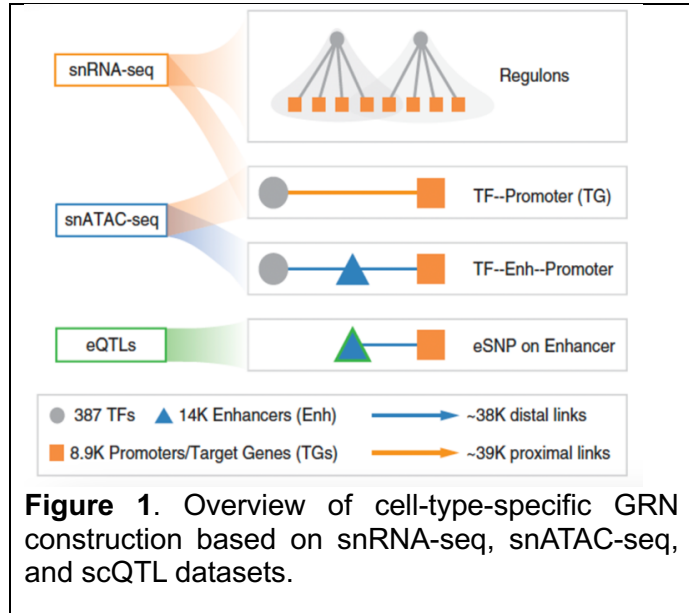 snRNA-seq
Regulons
snATAC-seq
TF--Promoter (TG)
TF--Enh--Promoter
eQTLs
eSNP on Enhancer
387 TFs 14K Enhancers (Enh) ~38K distal links
8.9K Promoters/Target Genes (TGs) ~39K proximal links
Figure 1. Overview of cell-type-specific GRN
construction based on snRNA-seq, snATAC-seq,
and scQTL datasets.